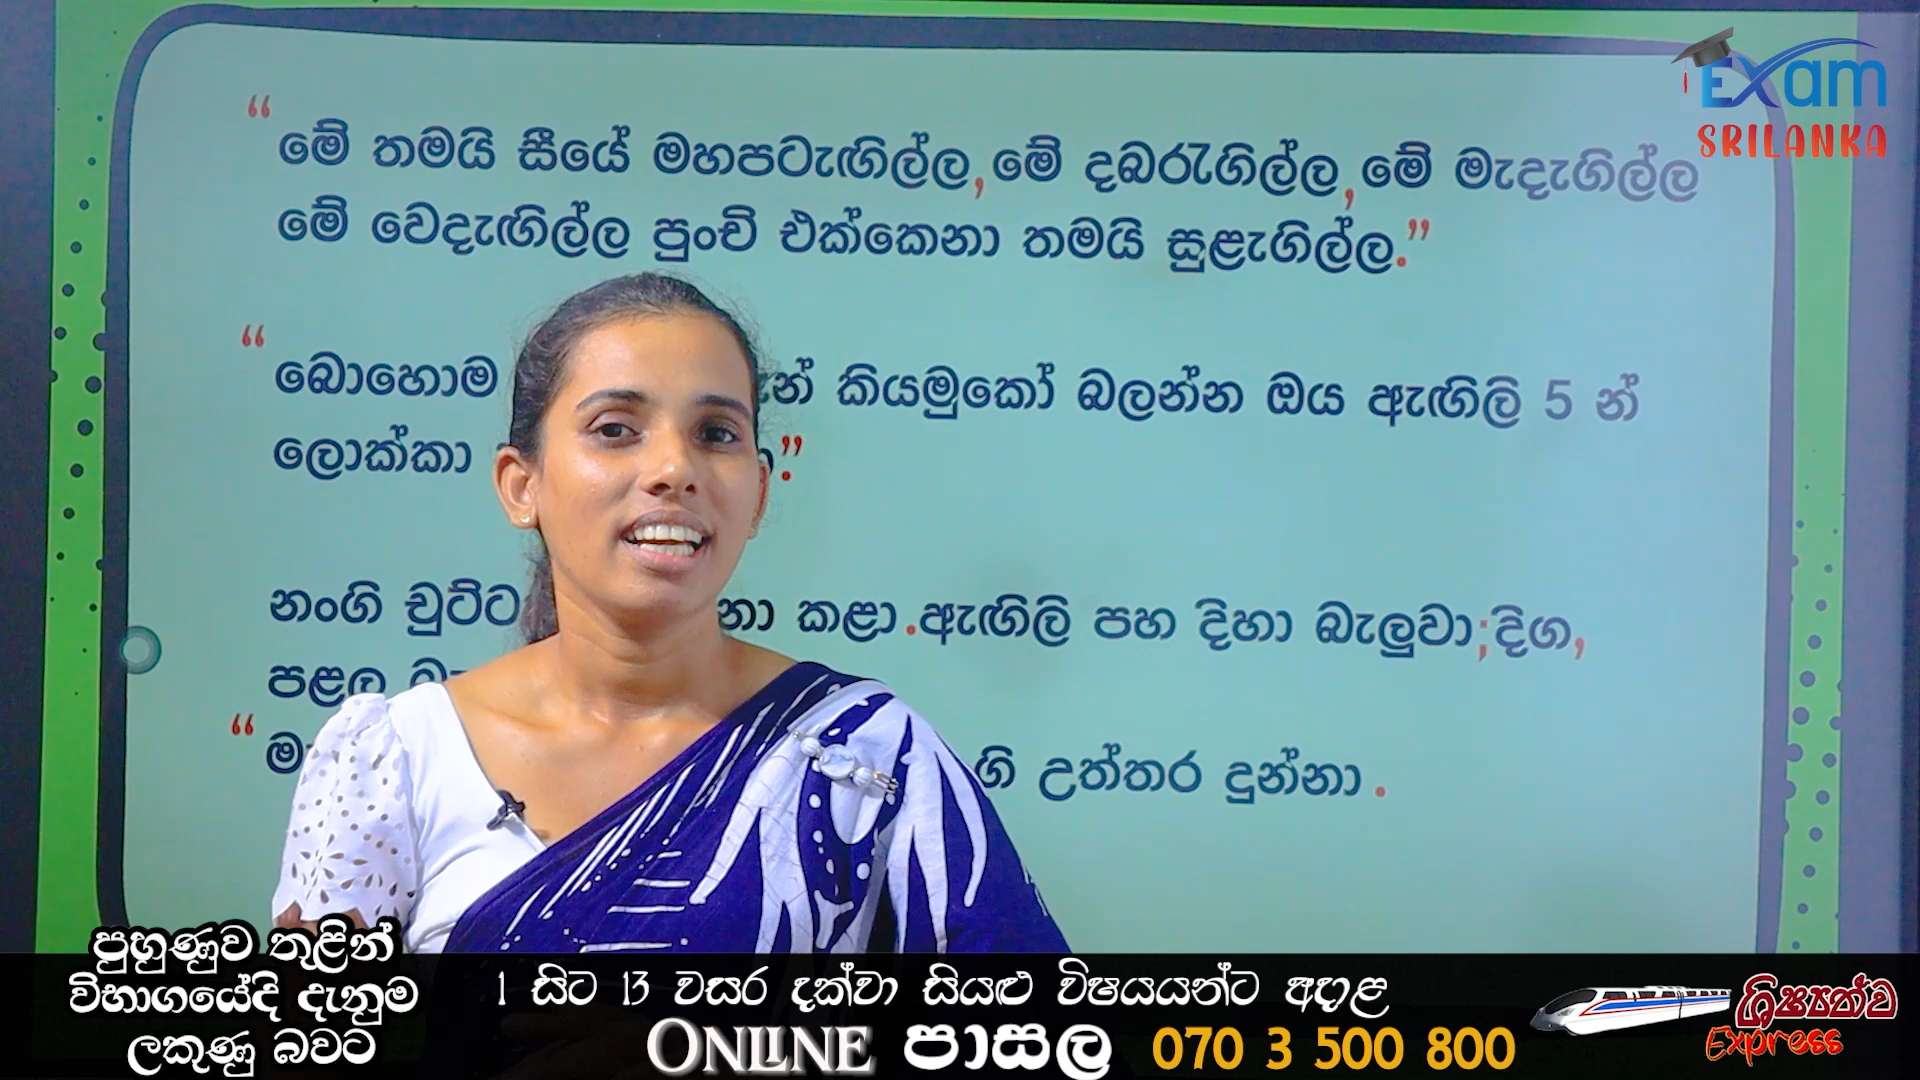 Exam
SRILANKA
“මේ තමයි සීයේ මහපටැඟිල්ල, මේ දබරැගිල්ල, මේ මැදැගිල්ල
මේ වෙදැඟිල්ල පුංචි එක්කෙනා තමයි සුළැගිල්ල.”
“බොහොම කියමුකෝ බලන්න ඔය ඇඟිලි 5 න්
ලොක්කා ”
නංගි චුට්ට කළා. ඇඟිලි පහ දිහා බැලුවා; දිග,
පළල
“ උත්තර දුන්නා.
පුහුණුව තුළින්
විභාගයේදි දැනුම
ලකුණු බවට
1 සිට 13 වසර දක්වා සියළු විෂයයන්ට අදාළ
ONLINE පාසල 070 3 500 800
ශිෂ්‍යත්ව
Express